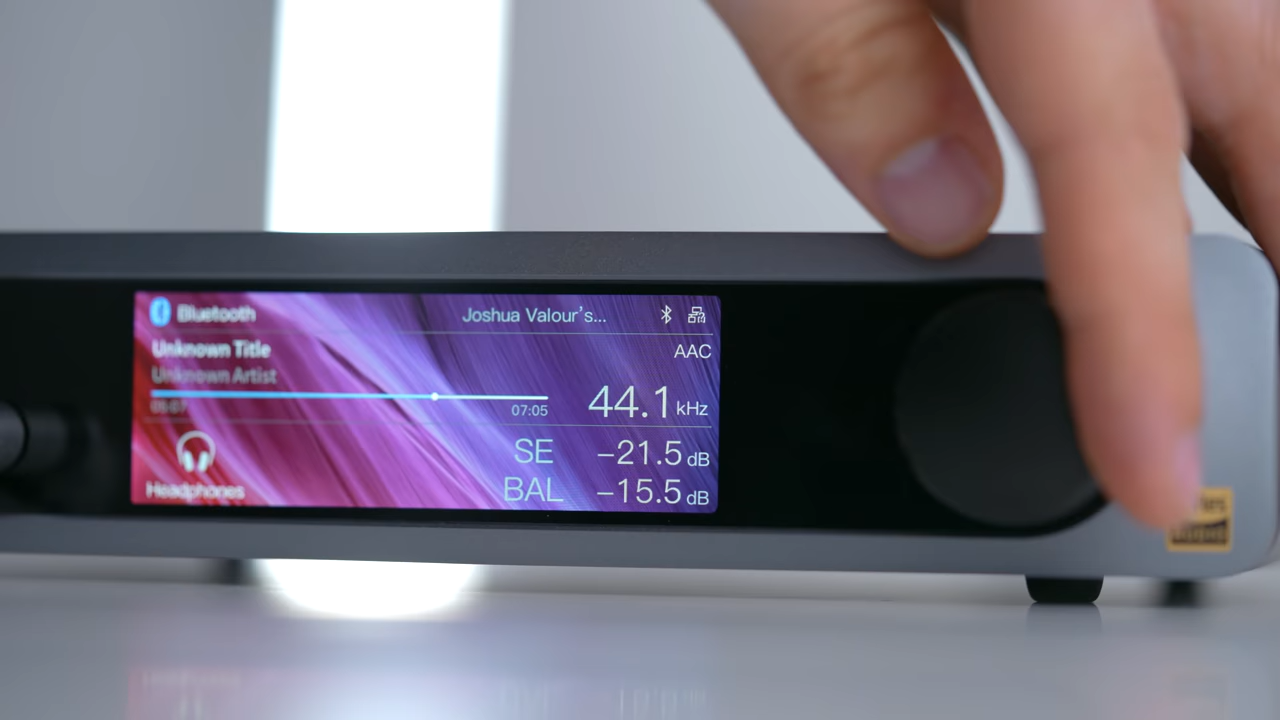 Bluetooth
Joshua Valour's...
Unknown Title
AAC
Unknown Artist
07:05
44.1 kHz
SE −21.5 dB
BAL −15.5 dB
Headphones